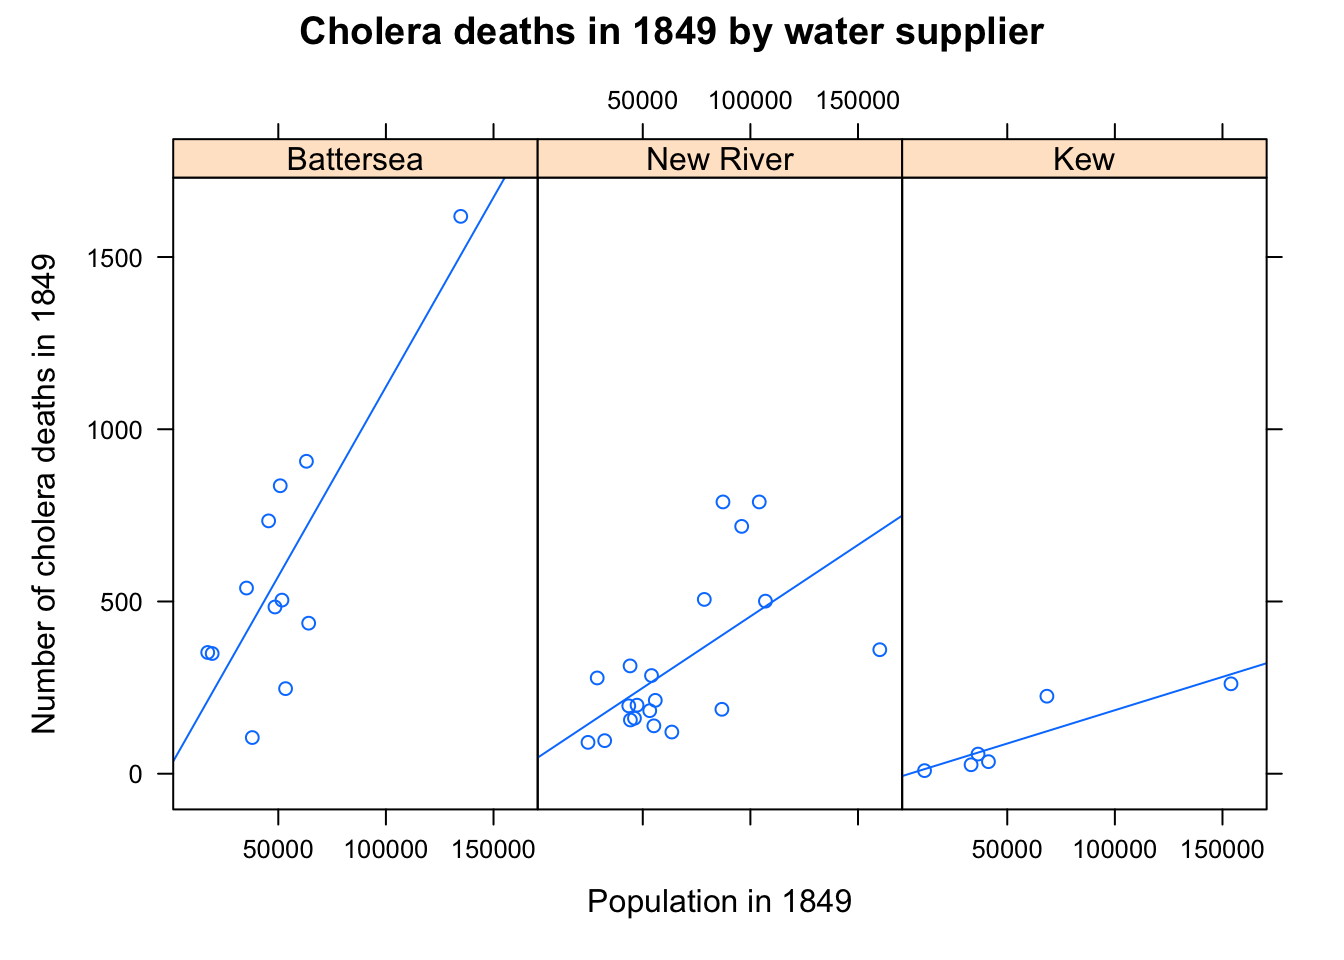 Cholera deaths in 1849 by water supplier
50000 100000 150000
Battersea New River Kew
Number of cholera deaths in 1849
1500
1000
500
0
50000 100000 150000 50000 100000 150000
Population in 1849